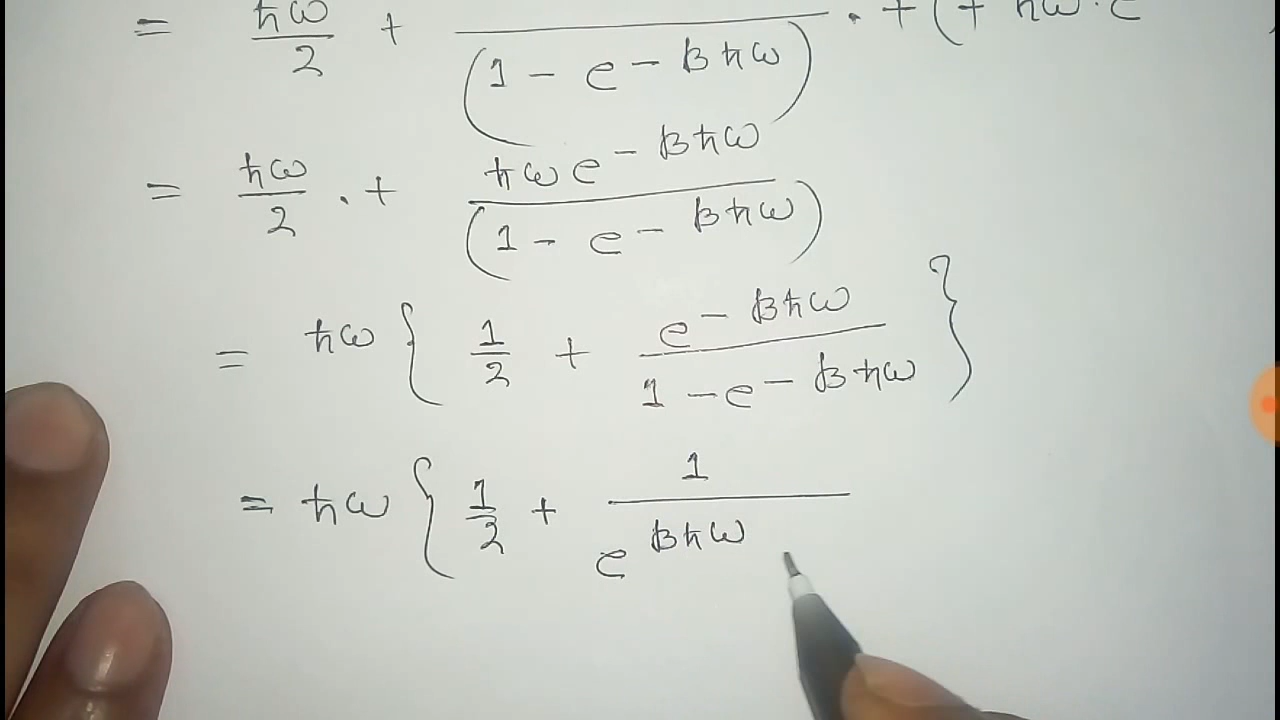 = ħω/2 + /(1 - e^{-βħω}) · + (+ ħω · e
= ħω/2 · + ħω e^{-βħω}/(1 - e^{-βħω})
= ħω { 1/2 + e^{-βħω}/1 - e^{-βħω} }
= ħω { 1/2 + 1/e^{βħω}